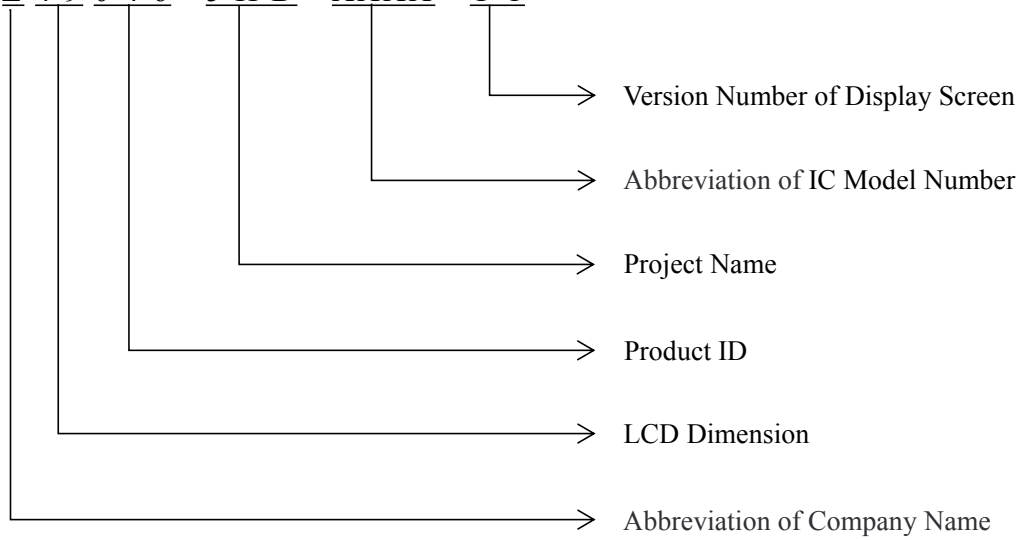 Version Number of Display Screen
Abbreviation of IC Model Number
Project Name
Product ID
LCD Dimension
Abbreviation of Company Name